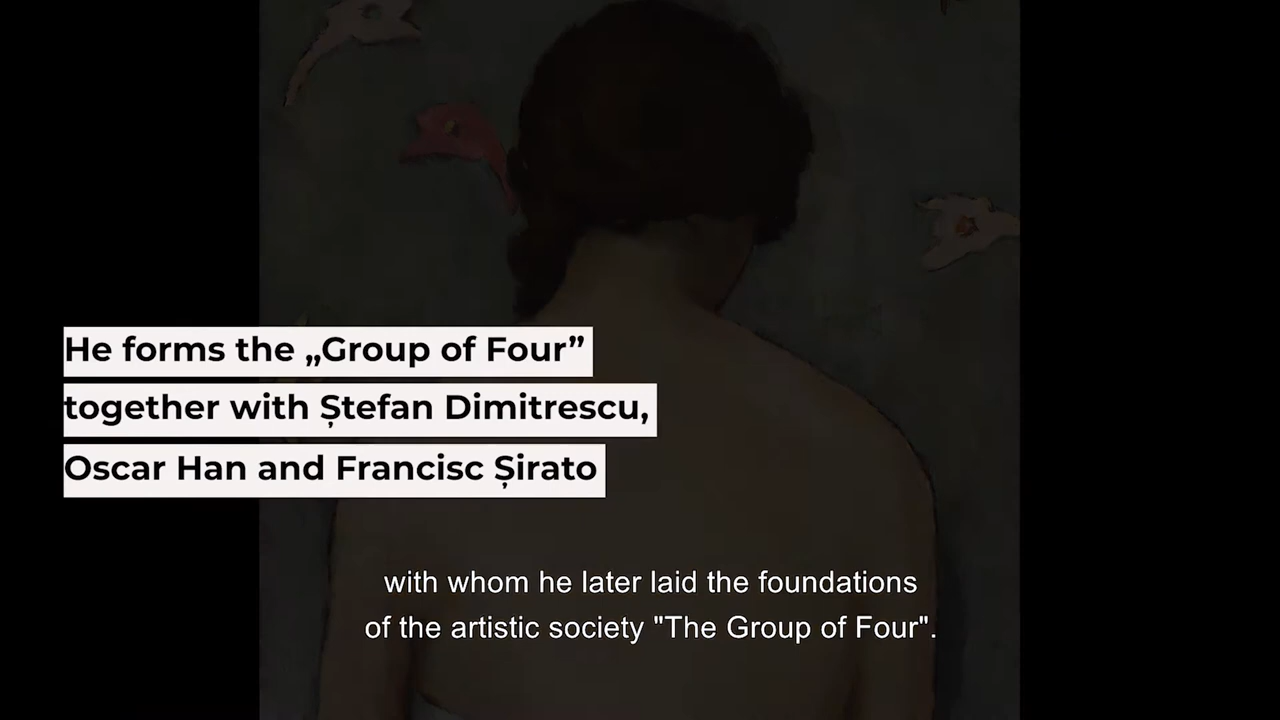 He forms the „Group of Four”
together with Ștefan Dimitrescu,
Oscar Han and Francisc Șirato
with whom he later laid the foundations
of the artistic society "The Group of Four".